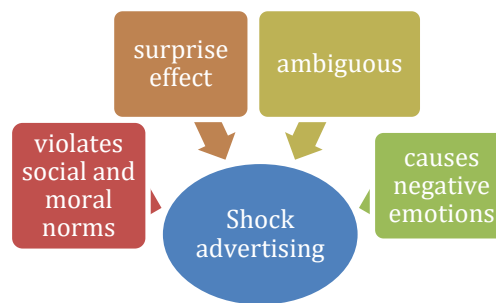 surprise
effect
ambiguous
violates
social and
moral
norms
causes
negative
emotions
Shock
advertising